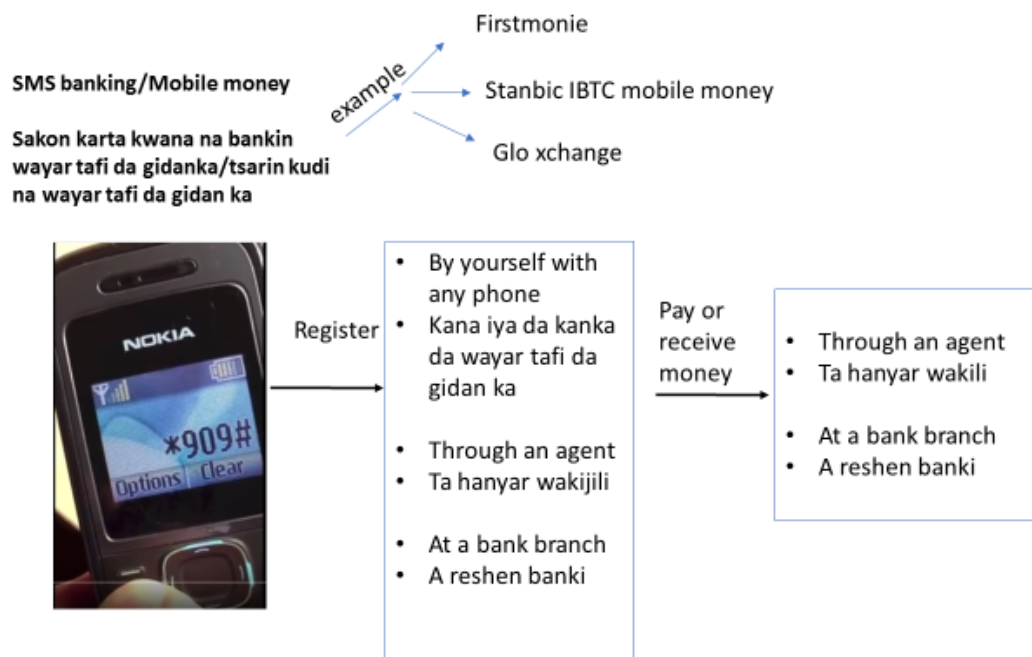 Firstmonie
SMS banking/Mobile money
example
Stanbic IBTC mobile money
Sakon karta kwana na bankin
wayar tafi da gidanka/tsarin kudi
na wayar tafi da gidan ka
Glo xchange
NOKIA
*909#
Options Clear
Register
• By yourself with
any phone
• Kana iya da kanka
da wayar tafi da
gidan ka
• Through an agent
• Ta hanyar wakijili
• At a bank branch
• A reshen banki
Pay or
receive
money
• Through an agent
• Ta hanyar wakili
• At a bank branch
• A reshen banki